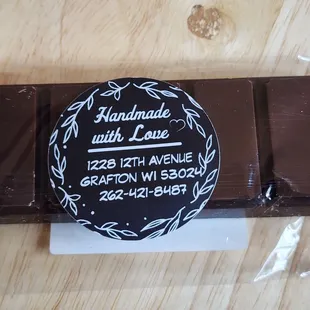 Handmade
with Love
1228 12TH AVENUE
GRAFTON WI 53024
262-421-8487